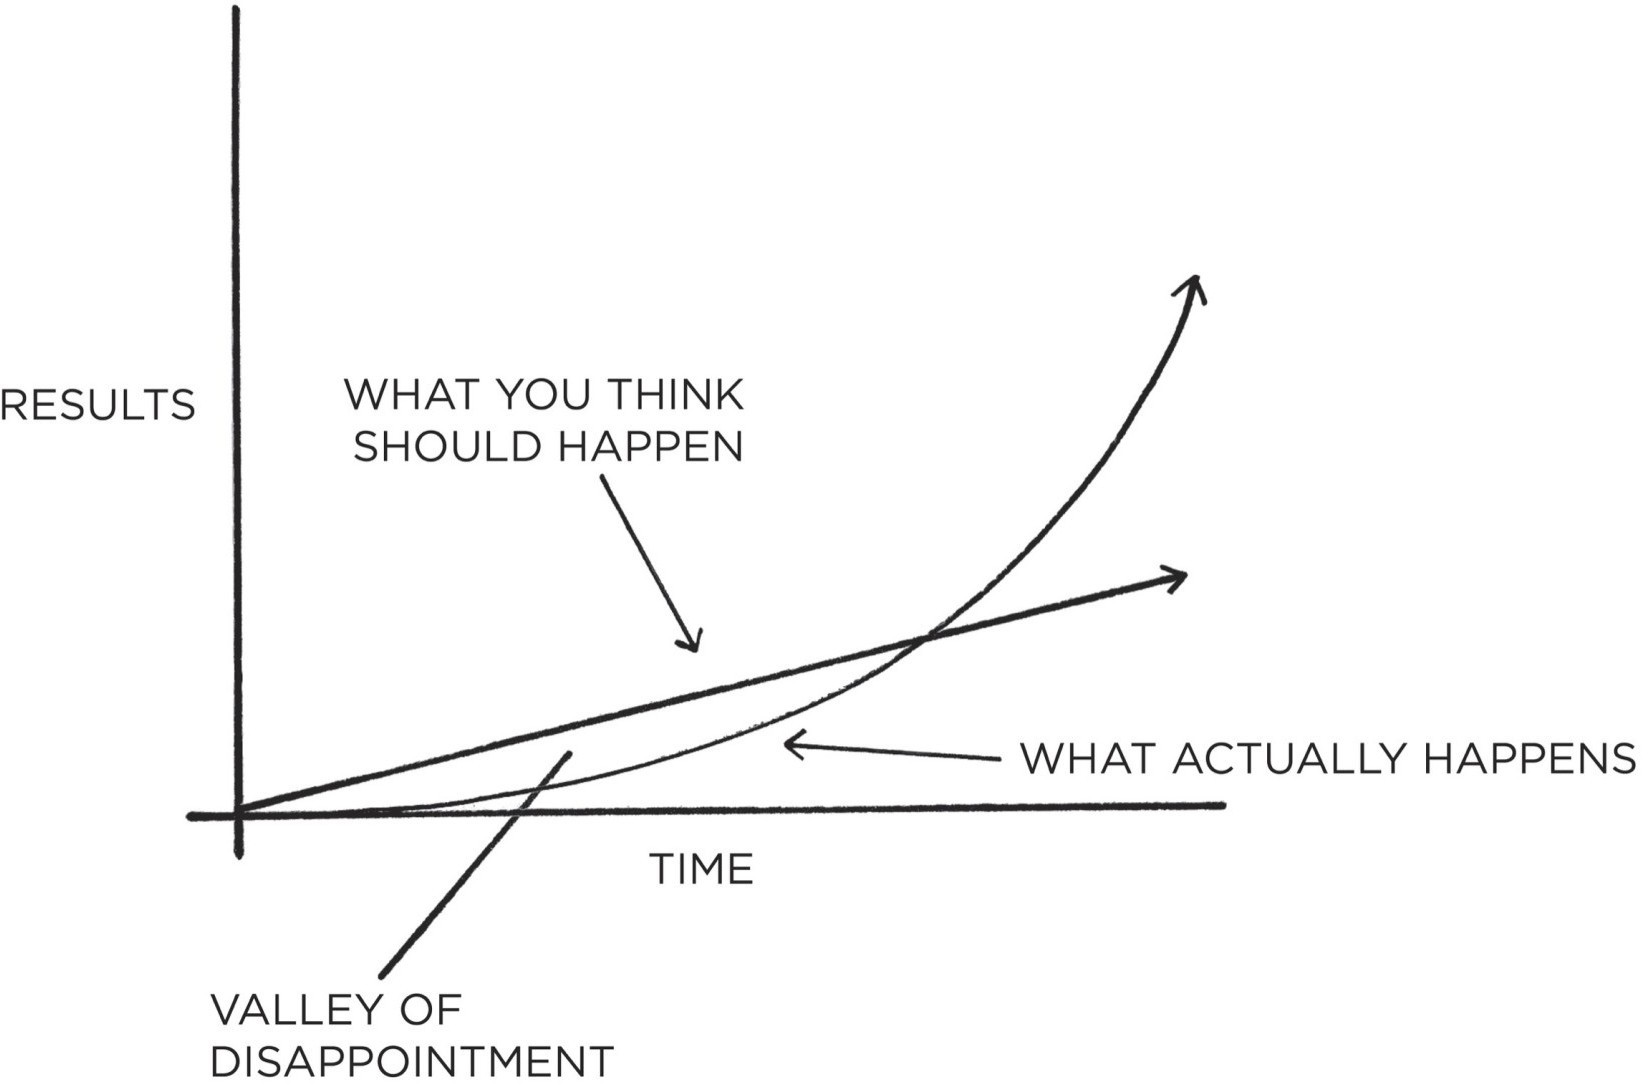 RESULTS
WHAT YOU THINK
SHOULD HAPPEN
WHAT ACTUALLY HAPPENS
TIME
VALLEY OF
DISAPPOINTMENT